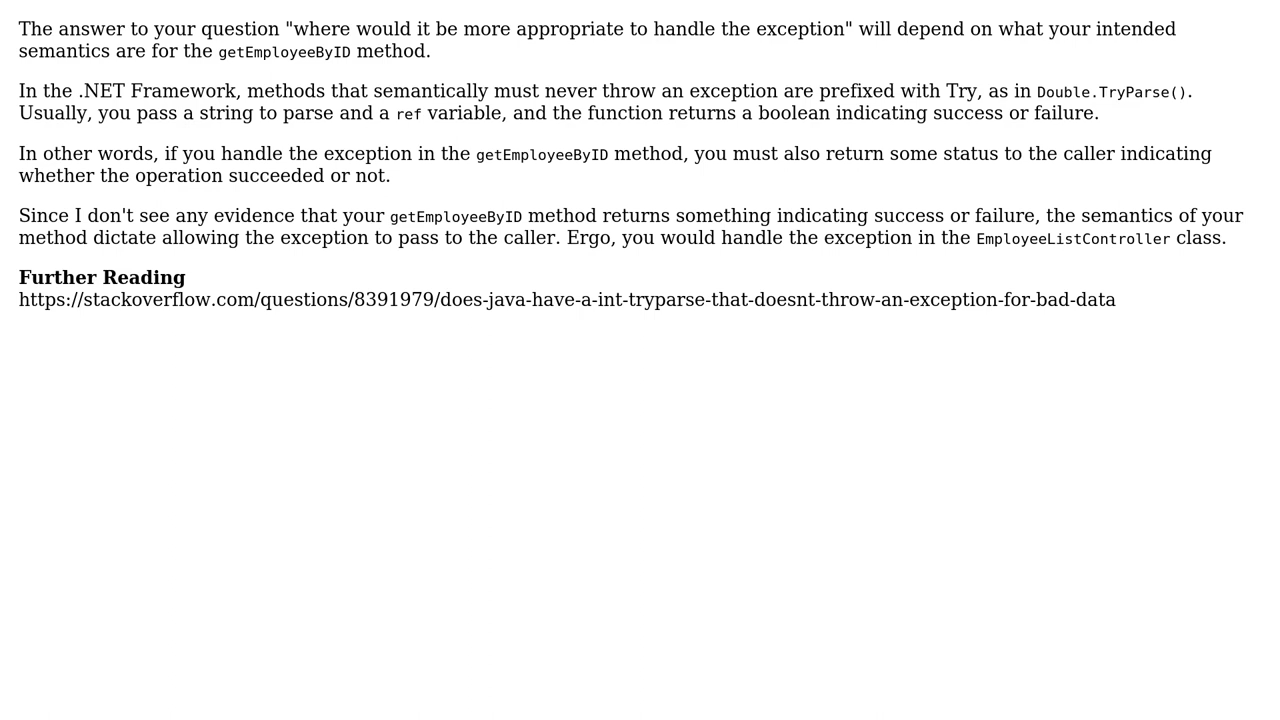 The answer to your question "where would it be more appropriate to handle the exception" will depend on what your intended
semantics are for the getEmployeeByID method.
In the .NET Framework, methods that semantically must never throw an exception are prefixed with Try, as in Double.TryParse().
Usually, you pass a string to parse and a ref variable, and the function returns a boolean indicating success or failure.
In other words, if you handle the exception in the getEmployeeByID method, you must also return some status to the caller indicating
whether the operation succeeded or not.
Since I don't see any evidence that your getEmployeeByID method returns something indicating success or failure, the semantics of your
method dictate allowing the exception to pass to the caller. Ergo, you would handle the exception in the EmployeeListController class.
Further Reading
https://stackoverflow.com/questions/8391979/does-java-have-a-int-tryparse-that-doesnt-throw-an-exception-for-bad-data